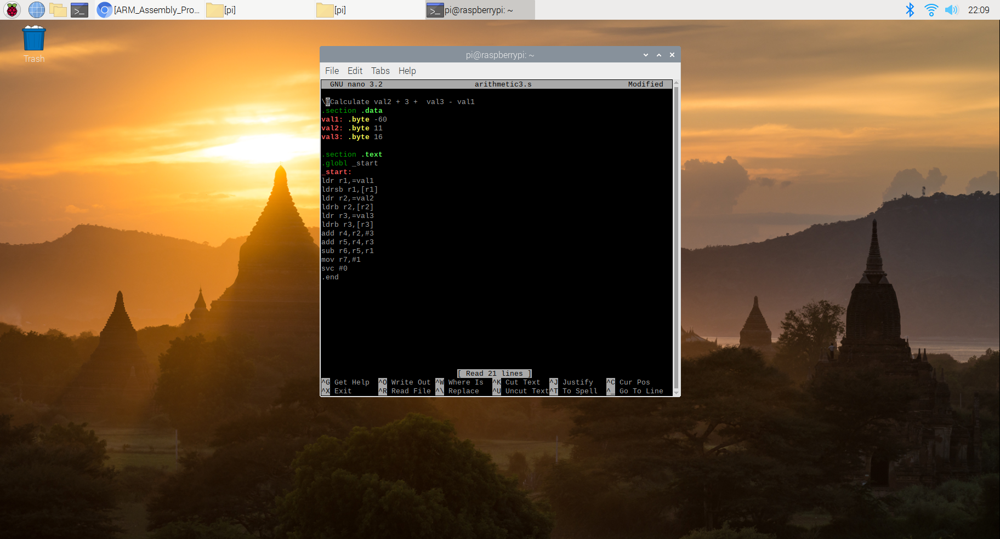 [ARM_Assembly_Pro... [pi] [pi] pi@raspberrypi: ~ 22:09
Trash
pi@raspberrypi: ~
File Edit Tabs Help
GNU nano 3.2 arithmetic3.s Modified
\@Calculate val2 + 3 +  val3 - val1
.section .data
val1: .byte -60
val2: .byte 11
val3: .byte 16
.section .text
.globl _start
_start:
ldr r1,=val1
ldrsb r1,[r1]
ldr r2,=val2
ldrb r2,[r2]
ldr r3,=val3
ldrb r3,[r3]
add r4,r2,#3
add r5,r4,r3
sub r6,r5,r1
mov r7,#1
svc #0
.end
[ Read 21 lines ]
^G Get Help ^O Write Out ^W Where Is ^K Cut Text ^J Justify ^C Cur Pos
^X Exit ^R Read File ^\ Replace ^U Uncut Text ^T To Spell ^_ Go To Line